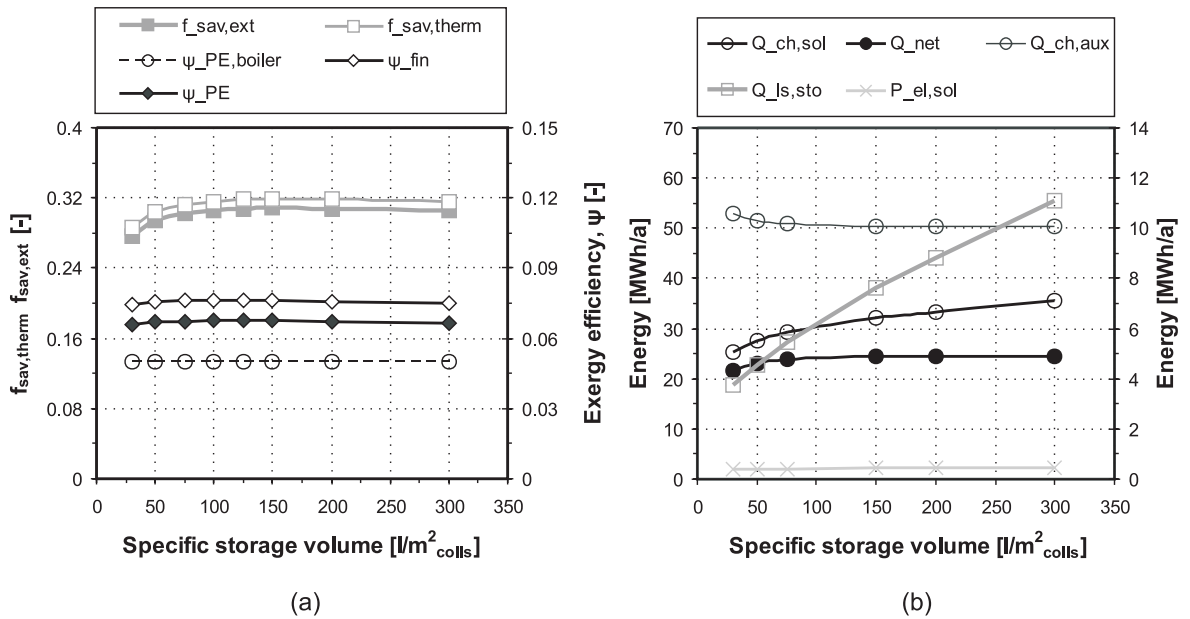 f_sav,ext f_sav,therm
ψ_PE,boiler ψ_fin
ψ_PE
0.4
0.32
0.24
0.16
0.08
0
f_sav,therm f_sav,ext [-]
0.15
0.12
0.09
0.06
0.03
0
Exergy efficiency, ψ [-]
0 50 100 150 200 250 300 350
Specific storage volume [l/m²_colls]
(a)
Q_ch,sol Q_net Q_ch,aux
Q_ls,sto P_el,sol
70
60
50
40
30
20
10
0
Energy [MWh/a]
14
12
10
8
6
4
2
0
Energy [MWh/a]
0 50 100 150 200 250 300 350
Specific storage volume [l/m²_colls]
(b)